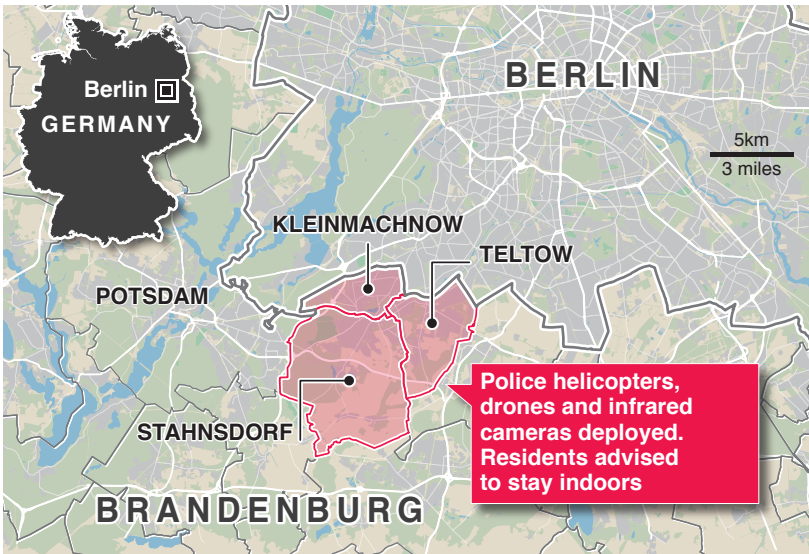 BERLIN
Berlin
GERMANY
5km
3 miles
KLEINMACHNOW
TELTOW
POTSDAM
STAHNSDORF
Police helicopters,
drones and infrared
cameras deployed.
Residents advised
to stay indoors
BRANDENBURG